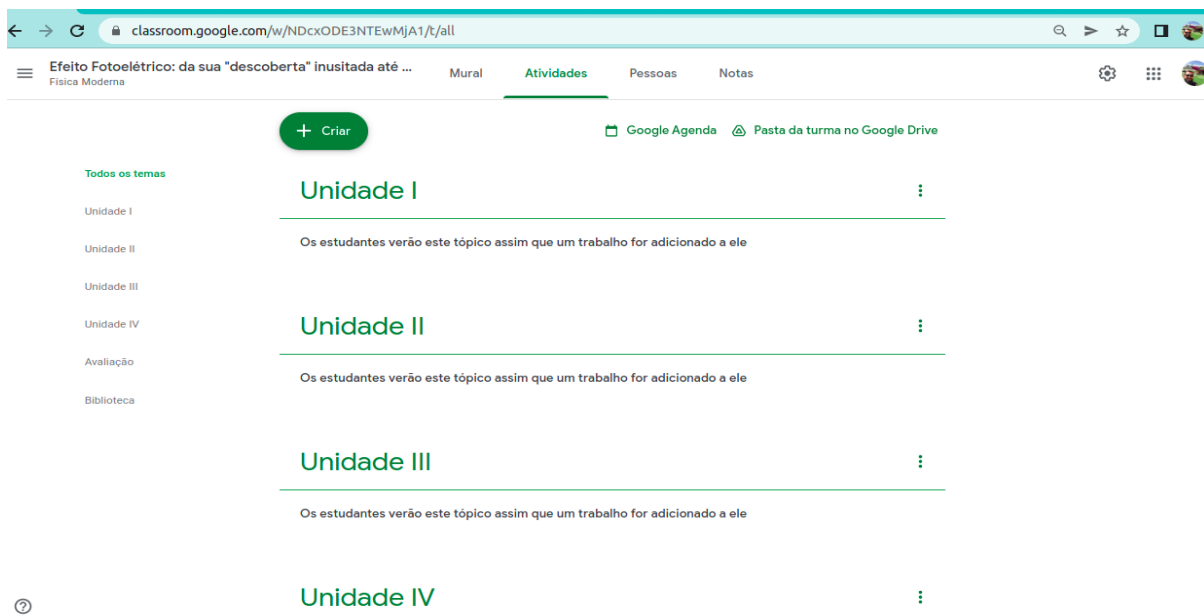 classroom.google.com/w/NDcxODE3NTEwMjA1/t/all
Efeito Fotoelétrico: da sua "descoberta" inusitada até ...
Física Moderna
Mural
Atividades
Pessoas
Notas
Criar
Google Agenda
Pasta da turma no Google Drive
Todos os temas
Unidade I
Unidade II
Unidade III
Unidade IV
Avaliação
Biblioteca
Unidade I
Os estudantes verão este tópico assim que um trabalho for adicionado a ele
Unidade II
Os estudantes verão este tópico assim que um trabalho for adicionado a ele
Unidade III
Os estudantes verão este tópico assim que um trabalho for adicionado a ele
Unidade IV